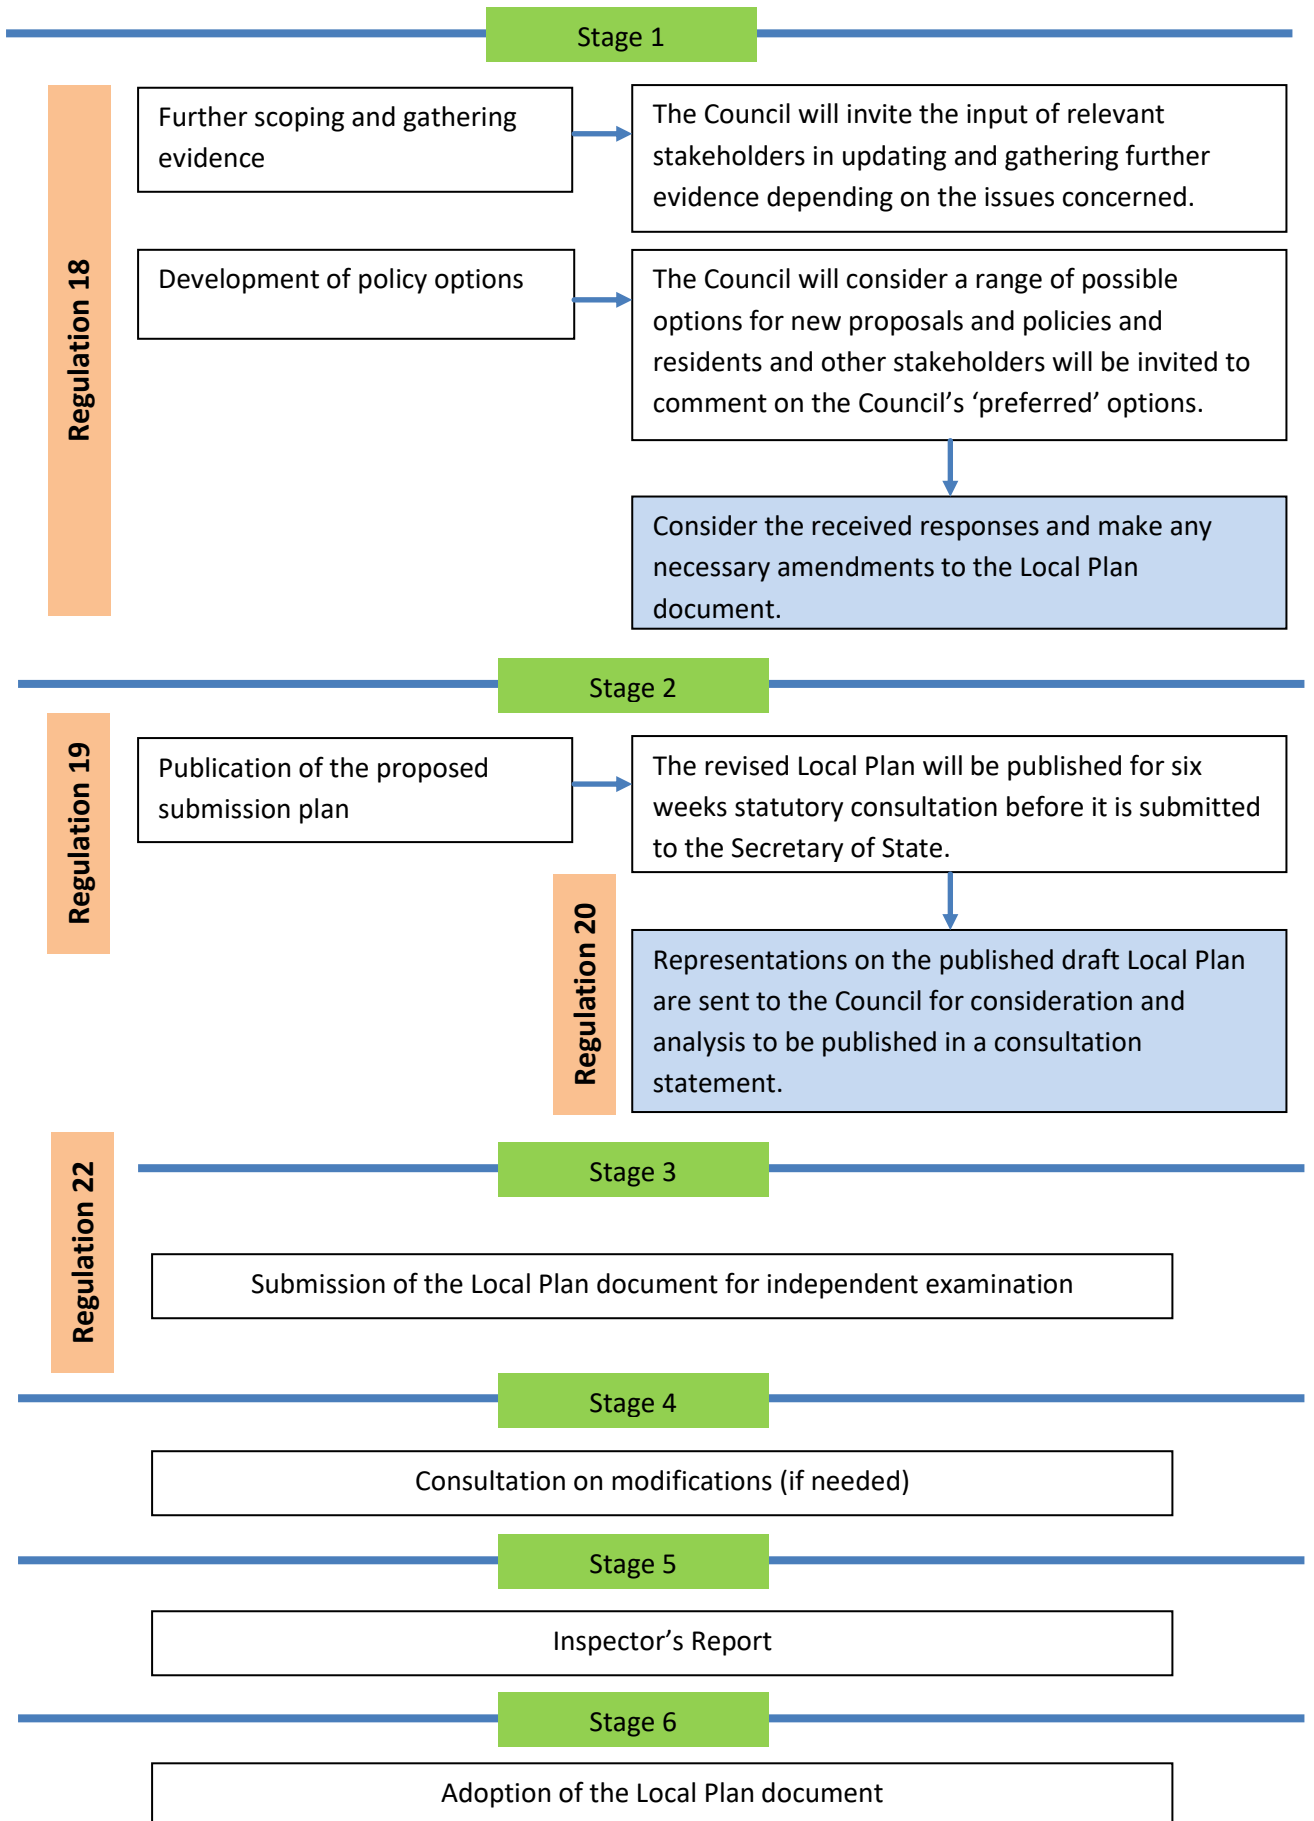 Stage 1
Regulation 18
Further scoping and gathering
evidence
The Council will invite the input of relevant
stakeholders in updating and gathering further
evidence depending on the issues concerned.
Development of policy options
The Council will consider a range of possible
options for new proposals and policies and
residents and other stakeholders will be invited to
comment on the Council’s ‘preferred’ options.
Consider the received responses and make any
necessary amendments to the Local Plan
document.
Stage 2
Regulation 19
Publication of the proposed
submission plan
The revised Local Plan will be published for six
weeks statutory consultation before it is submitted
to the Secretary of State.
Regulation 20
Representations on the published draft Local Plan
are sent to the Council for consideration and
analysis to be published in a consultation
statement.
Regulation 22
Stage 3
Submission of the Local Plan document for independent examination
Stage 4
Consultation on modifications (if needed)
Stage 5
Inspector’s Report
Stage 6
Adoption of the Local Plan document